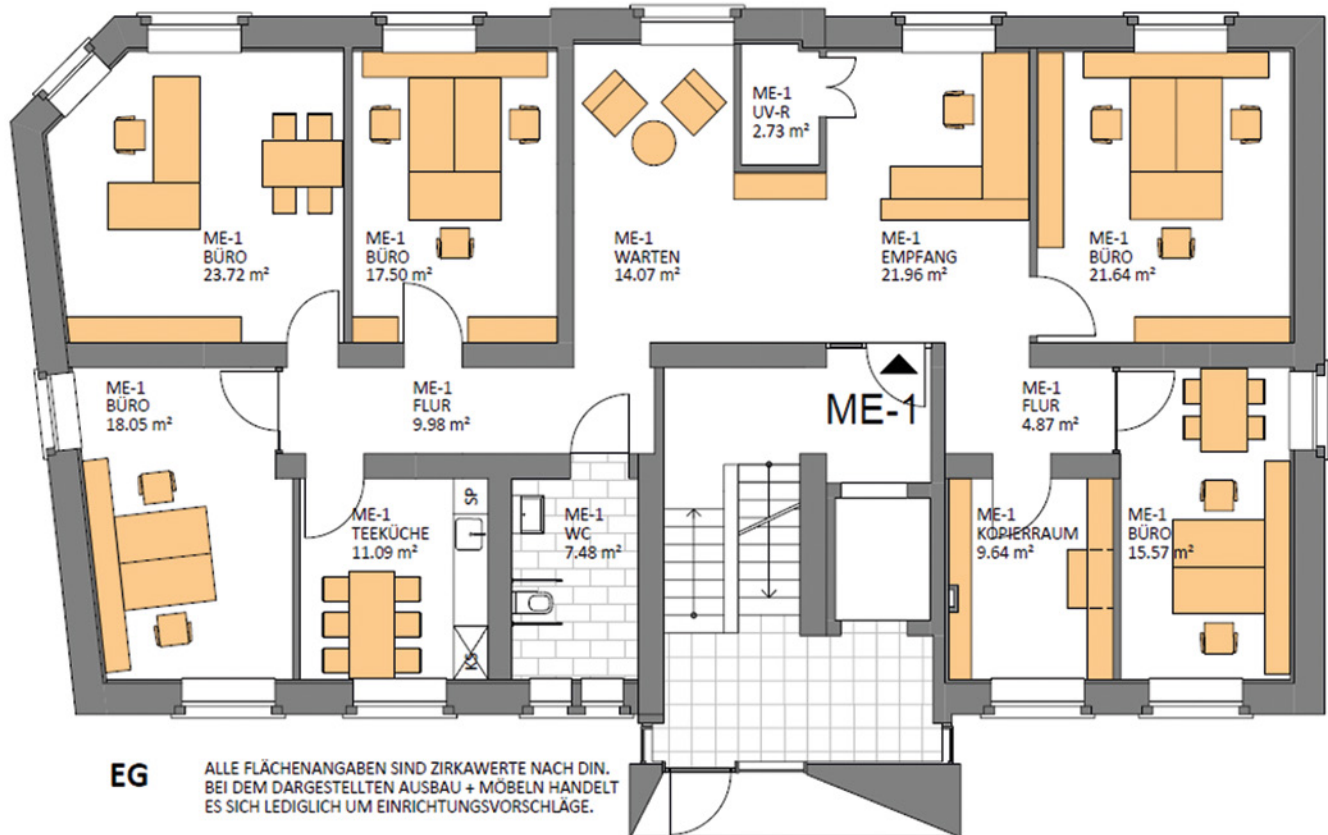 ME-1
BÜRO
23.72 m²
ME-1
BÜRO
17.50 m²
ME-1
WARTEN
14.07 m²
ME-1
UV-R
2.73 m²
ME-1
EMPFANG
21.96 m²
ME-1
BÜRO
21.64 m²
ME-1
BÜRO
18.05 m²
ME-1
FLUR
9.98 m²
ME-1
ME-1
FLUR
4.87 m²
ME-1
TEEKÜCHE
11.09 m²
SP
KS
ME-1
WC
7.48 m²
ME-1
KOPIERRAUM
9.64 m²
ME-1
BÜRO
15.57 m²
EG
ALLE FLÄCHENANGABEN SIND ZIRKAWERTE NACH DIN.
BEI DEM DARGESTELLTEN AUSBAU + MÖBELN HANDELT
ES SICH LEDIGLICH UM EINRICHTUNGSVORSCHLÄGE.